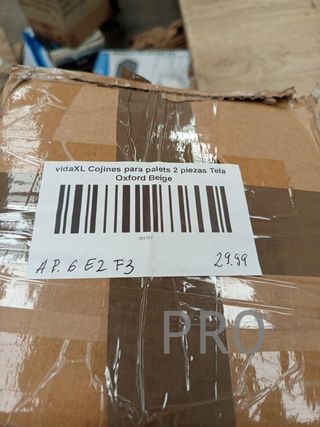 vidaXL Cojines para palets 2 piezas Tela
Oxford Beige
AP. 6 E2 F3
29.99
PRO